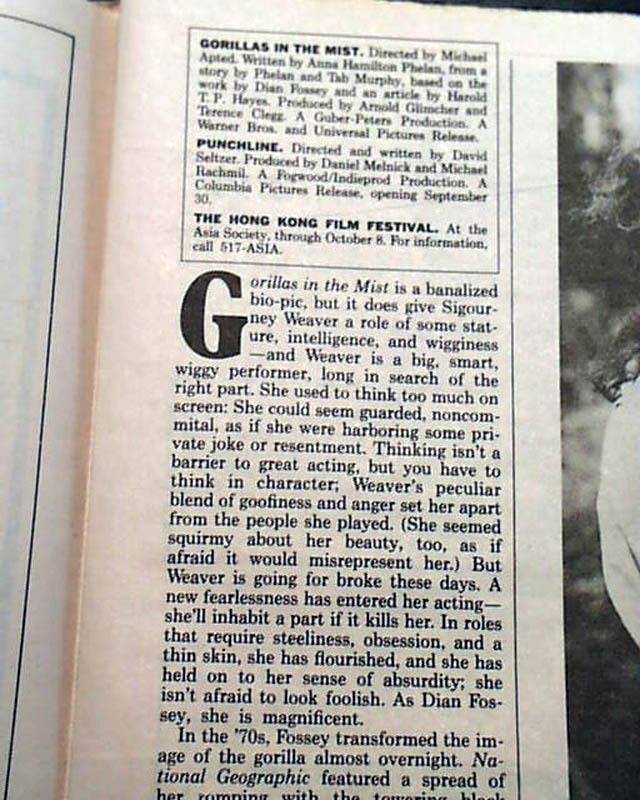 GORILLAS IN THE MIST. Directed by Michael
Apted. Written by Anna Hamilton Phelan, from a
story by Phelan and Tab Murphy, based on the
work by Dian Fossey and an article by Harold
T. P. Hayes. Produced by Arnold Glimcher and
Terence Clegg. A Guber-Peters Production. A
Warner Bros. and Universal Pictures Release.
PUNCHLINE. Directed and written by David
Seltzer. Produced by Daniel Melnick and Michael
Rachmil. A Fogwood/Indieprod Production. A
Columbia Pictures Release, opening September
30.
THE HONG KONG FILM FESTIVAL. At the
Asia Society, through October 8. For information,
call 517-ASIA.
Gorillas in the Mist is a banalized
bio-pic, but it does give Sigour-
ney Weaver a role of some stat-
ure, intelligence, and wigginess
—and Weaver is a big, smart,
wiggy performer, long in search of the
right part. She used to think too much on
screen: She could seem guarded, noncom-
mital, as if she were harboring some pri-
vate joke or resentment. Thinking isn't a
barrier to great acting, but you have to
think in character; Weaver's peculiar
blend of goofiness and anger set her apart
from the people she played. (She seemed
squirmy about her beauty, too, as if
afraid it would misrepresent her.) But
Weaver is going for broke these days. A
new fearlessness has entered her acting—
she'll inhabit a part if it kills her. In roles
that require steeliness, obsession, and a
thin skin, she has flourished, and she has
held on to her sense of absurdity; she
isn't afraid to look foolish. As Dian Fos-
sey, she is magnificent.
In the '70s, Fossey transformed the im-
age of the gorilla almost overnight. Na-
tional Geographic featured a spread of
her romping with the towering black